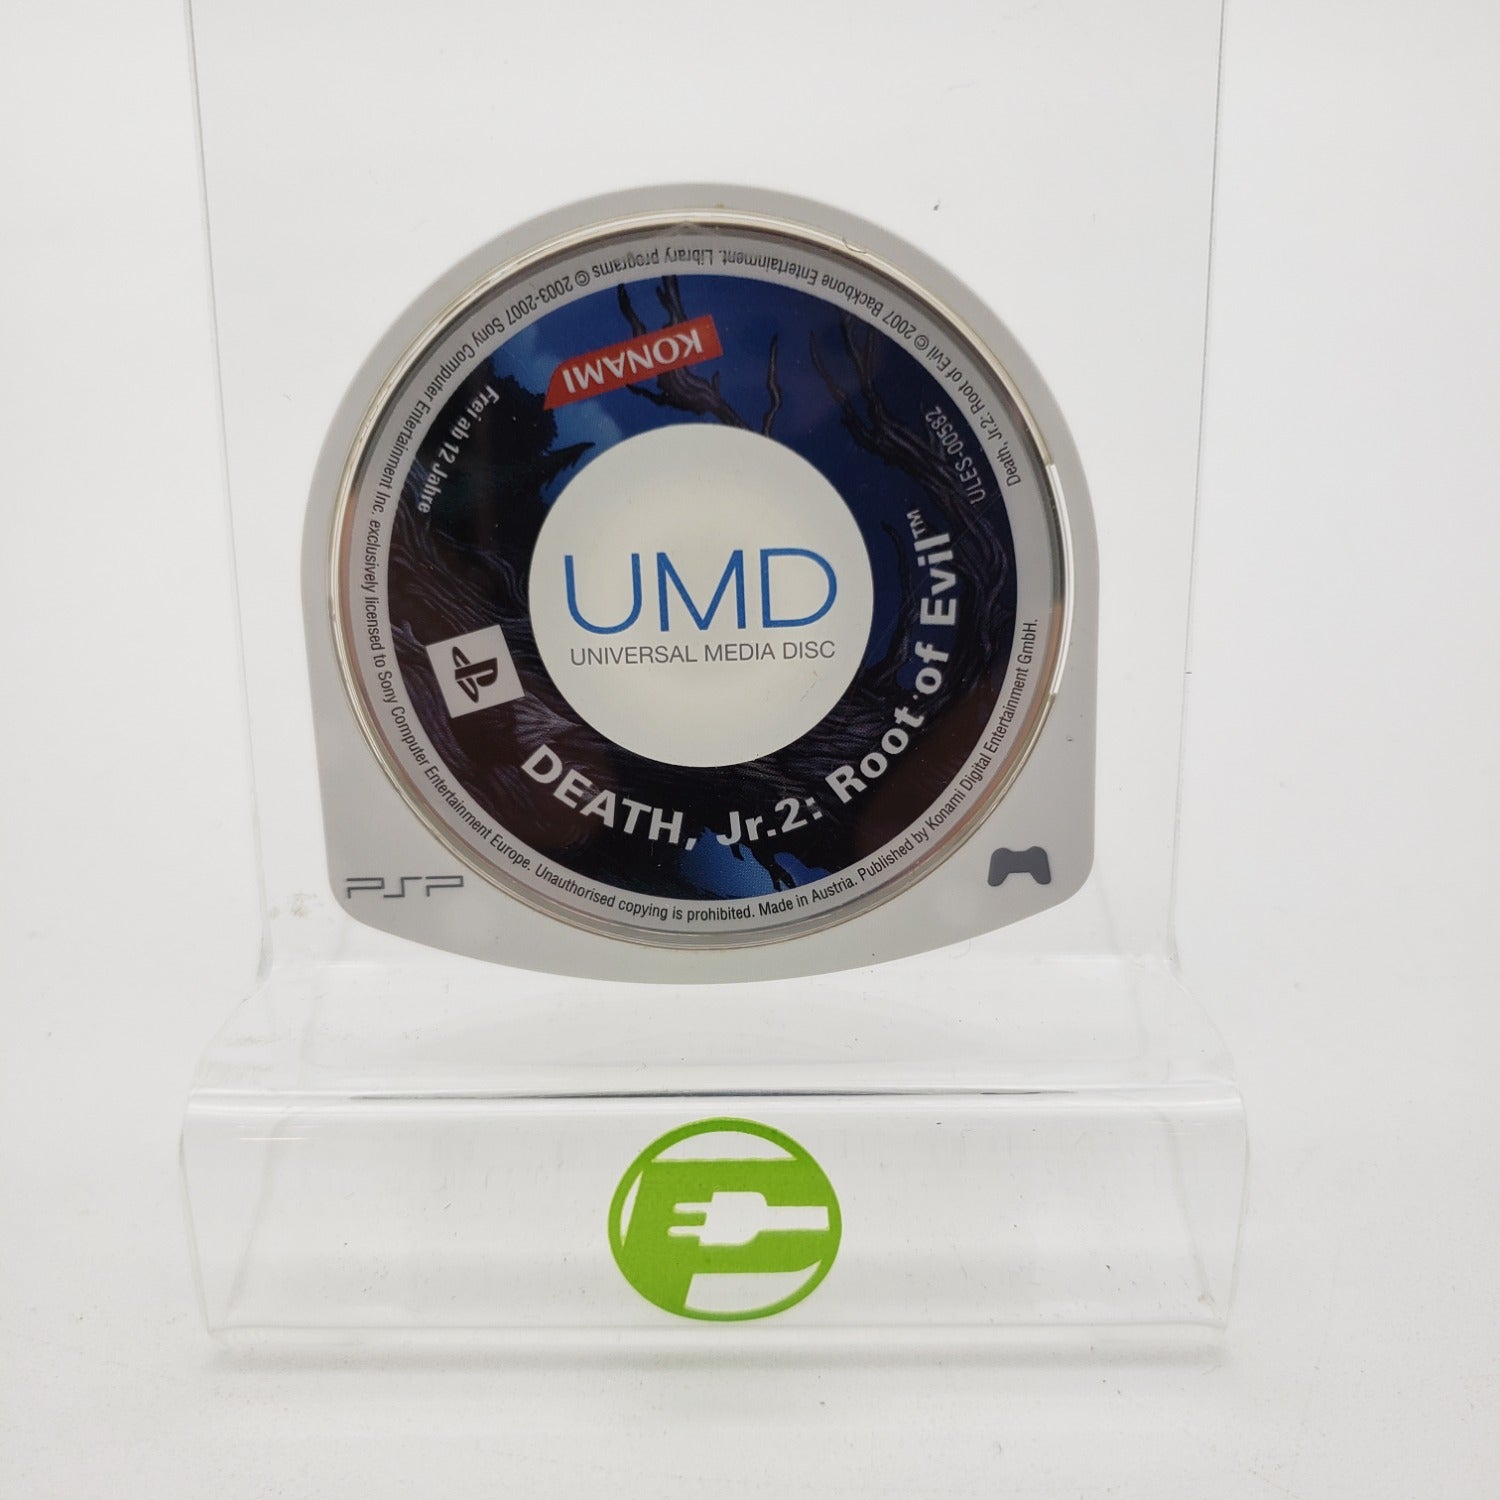 KONAMI
Frei ab 12 Jahre
ULES-00582
UMD
UNIVERSAL MEDIA DISC
DEATH, Jr.2: Root of Evil™
Death, Jr.2: Root of Evil © 2007 Backbone Entertainment. Library programs © 2003-2007 Sony Computer Entertainment Inc. exclusively licensed to Sony Computer Entertainment Europe. Unauthorised copying is prohibited. Made in Austria. Published by Konami Digital Entertainment GmbH.
PSP